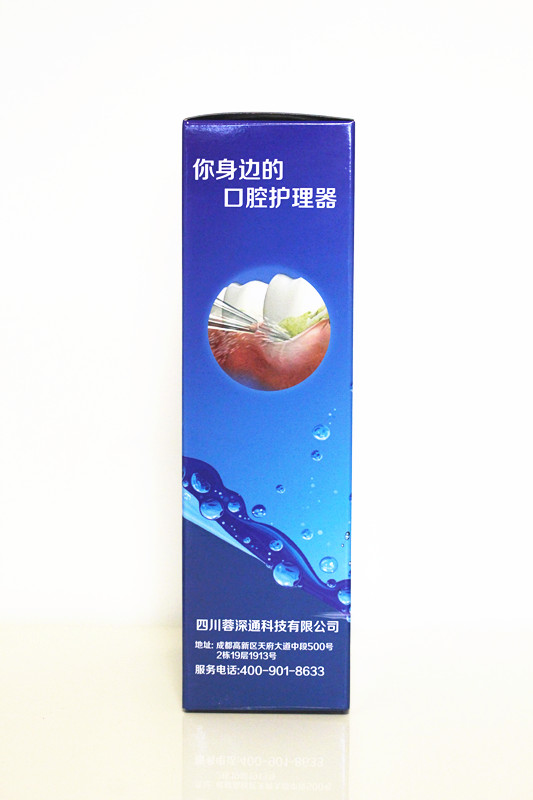 你身边的
口腔护理器
四川蓉深通科技有限公司
地址: 成都高新区天府大道中段500号
2栋19层1913号
服务电话:400-901-8633